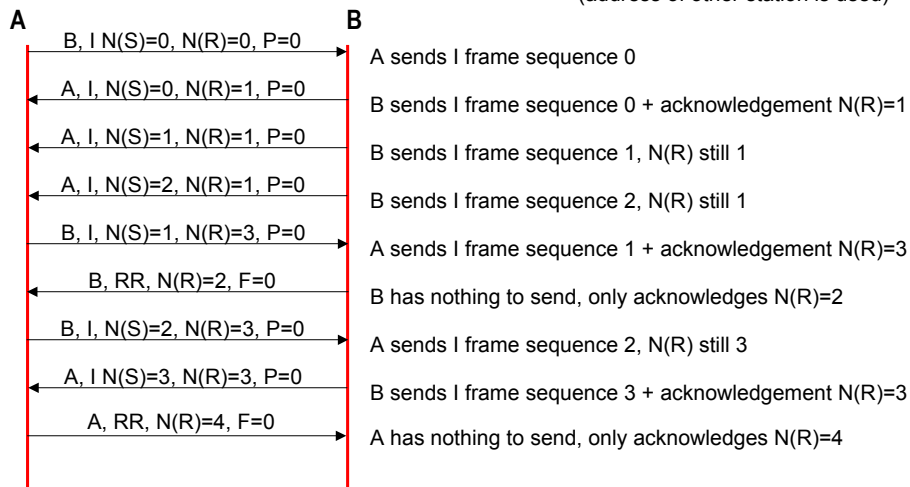 (address of other station is used)
A B
B, I N(S)=0, N(R)=0, P=0
A sends I frame sequence 0
A, I, N(S)=0, N(R)=1, P=0
B sends I frame sequence 0 + acknowledgement N(R)=1
A, I, N(S)=1, N(R)=1, P=0
B sends I frame sequence 1, N(R) still 1
A, I, N(S)=2, N(R)=1, P=0
B sends I frame sequence 2, N(R) still 1
B, I, N(S)=1, N(R)=3, P=0
A sends I frame sequence 1 + acknowledgement N(R)=3
B, RR, N(R)=2, F=0
B has nothing to send, only acknowledges N(R)=2
B, I, N(S)=2, N(R)=3, P=0
A sends I frame sequence 2, N(R) still 3
A, I N(S)=3, N(R)=3, P=0
B sends I frame sequence 3 + acknowledgement N(R)=3
A, RR, N(R)=4, F=0
A has nothing to send, only acknowledges N(R)=4